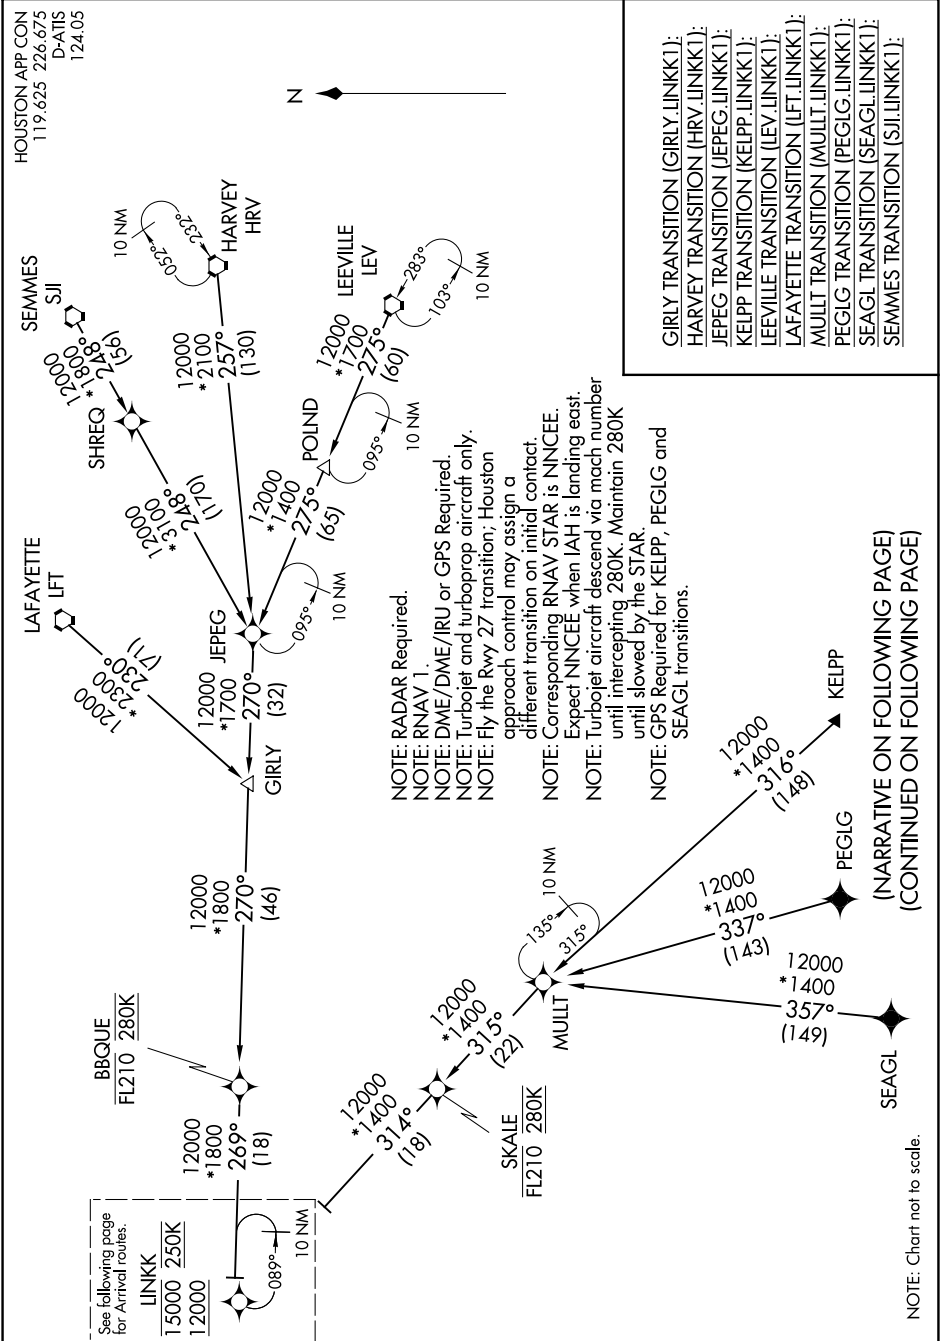 HOUSTON APP CON
119.625 226.675
D-ATIS
124.05
N
See following page
for Arrival routes.
LINKK
15000 250K
12000
089°
10 NM
12000
*1800
269°
(18)
BBQUE
FL210 280K
12000
*1800
270°
(46)
GIRLY
12000
*1700
270°
(32)
JEPEG
095°
10 NM
LAFAYETTE
LFT
12000
*2300
230°
(71)
SEMMES
SJI
12000
*1800
248°
(56)
SHREQ
12000
*3100
248°
(170)
HARVEY
HRV
052°
232°
10 NM
12000
*2100
257°
(130)
LEEVILLE
LEV
283°
103°
10 NM
12000
*1700
275°
(60)
POLND
095°
10 NM
12000
*1400
275°
(65)
12000
*1400
314°
(18)
SKALE
FL210 280K
12000
*1400
315°
(22)
MULLT
135°
315°
10 NM
12000
*1400
316°
(148)
KELPP
12000
*1400
337°
(143)
PEGLG
12000
*1400
357°
(149)
SEAGL
NOTE: RADAR Required.
NOTE: RNAV 1.
NOTE: DME/DME/IRU or GPS Required.
NOTE: Turbojet and turboprop aircraft only.
NOTE: Fly the Rwy 27 transition; Houston
approach control may assign a
different transition on initial contact.
NOTE: Corresponding RNAV STAR is NNCEE.
Expect NNCEE when IAH is landing east.
NOTE: Turbojet aircraft descend via mach number
until intercepting 280K. Maintain 280K
until slowed by the STAR.
NOTE: GPS Required for KELPP, PEGLG and
SEAGL transitions.
GIRLY TRANSITION (GIRLY.LINKK1):
HARVEY TRANSITION (HRV.LINKK1):
JEPEG TRANSITION (JEPEG.LINKK1):
KELPP TRANSITION (KELPP.LINKK1):
LEEVILLE TRANSITION (LEV.LINKK1):
LAFAYETTE TRANSITION (LFT.LINKK1):
MULLT TRANSITION (MULLT.LINKK1):
PEGLG TRANSITION (PEGLG.LINKK1):
SEAGL TRANSITION (SEAGL.LINKK1):
SEMMES TRANSITION (SJI.LINKK1):
(NARRATIVE ON FOLLOWING PAGE)
(CONTINUED ON FOLLOWING PAGE)
NOTE: Chart not to scale.